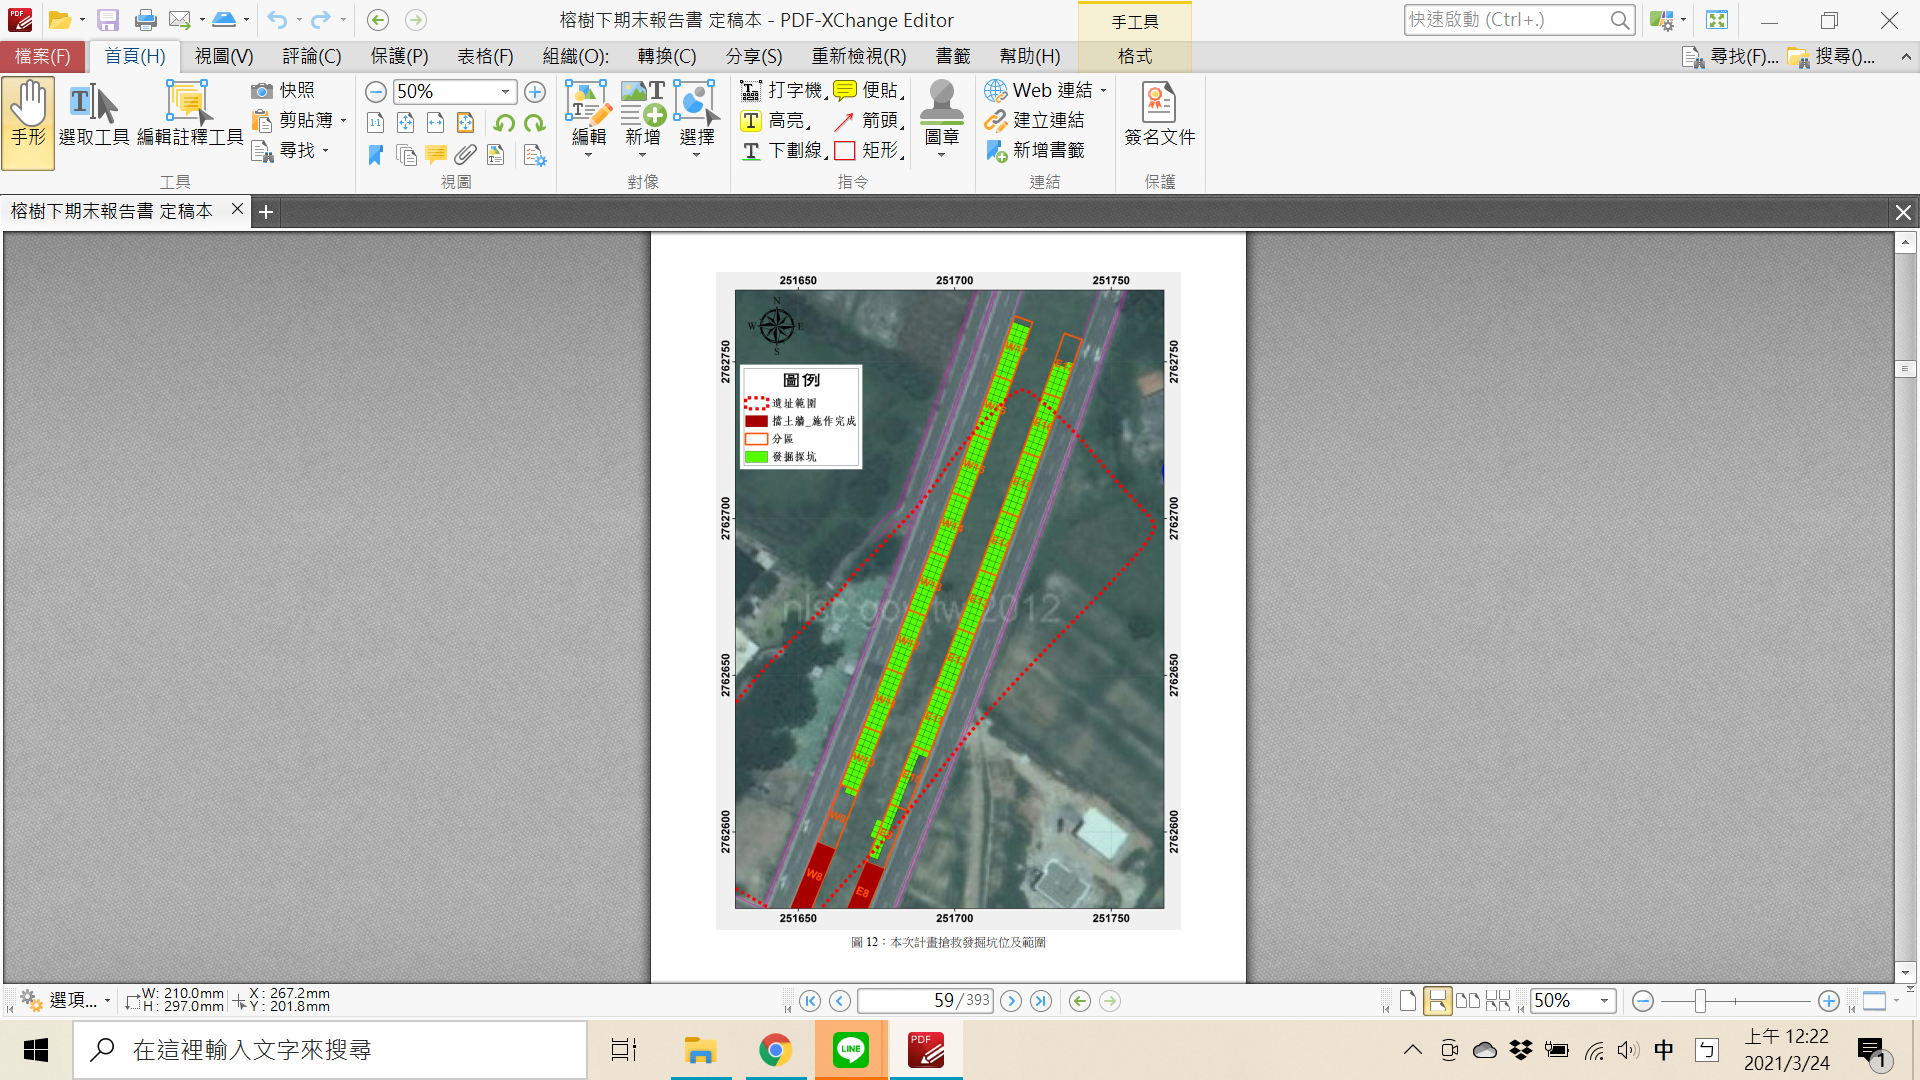 榕樹下期末報告書 定稿本 - PDF-XChange Editor
手工具
快速啟動 (Ctrl+.)
檔案(F)
首頁(H)
視圖(V)
評論(C)
保護(P)
表格(F)
組織(O):
轉換(C)
分享(S)
重新檢視(R)
書籤
幫助(H)
格式
尋找(F)...
搜尋()...
手形
選取工具
編輯註釋工具
快照
剪貼簿
尋找
工具
50%
視圖
編輯
新增
選擇
對像
打字機
高亮
下劃線
便貼
箭頭
矩形
圖章
指令
Web 連結
建立連結
新增書籤
連結
簽名文件
保護
榕樹下期末報告書 定稿本
251650
251700
251750
N
W
E
S
圖例
遺址範圍
擋土牆_施作完成
分區
發掘探坑
2762750
2762700
2762650
2762600
2762750
2762700
2762650
2762600
nlsc.gov.tw 2012
W8
E8
251650
251700
251750
圖 12：本次計畫搶救發掘坑位及範圍
選項...
W: 210.0mm
H: 297.0mm
X : 267.2mm
Y : 201.8mm
59 / 393
50%
在這裡輸入文字來搜尋
LINE
PDF
中
ㄅ
上午 12:22
2021/3/24
1